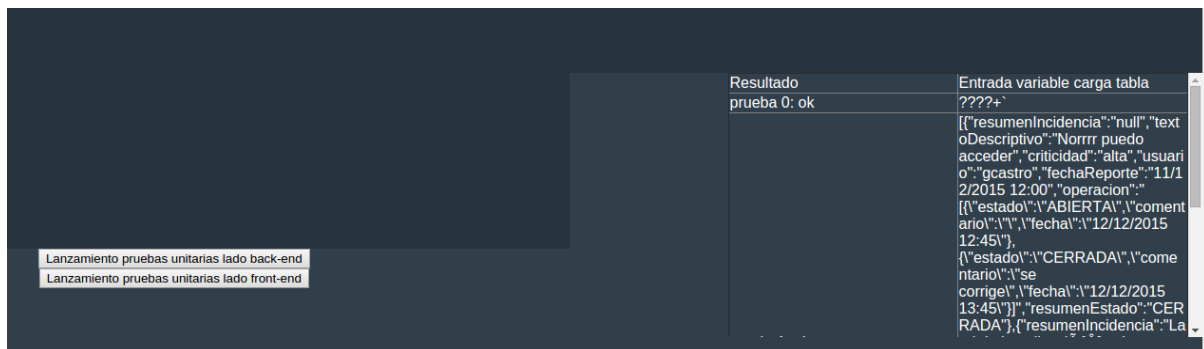 Resultado
Entrada variable carga tabla
prueba 0: ok
????+`
[{"resumenIncidencia":"null","text
oDescriptivo":"Norrrr puedo
acceder","criticidad":"alta","usuari
o":"gcastro","fechaReporte":"11/1
2/2015 12:00","operacion":"
[{\"estado\":\"ABIERTA\",\"coment
ario\":\"\",\"fecha\":\"12/12/2015
12:45\"},
{\"estado\":\"CERRADA\",\"come
ntario\":\"se
corrige\",\"fecha\":\"12/12/2015
13:45\"}]","resumenEstado":"CER
RADA"},{"resumenIncidencia":"La
Lanzamiento pruebas unitarias lado back-end
Lanzamiento pruebas unitarias lado front-end